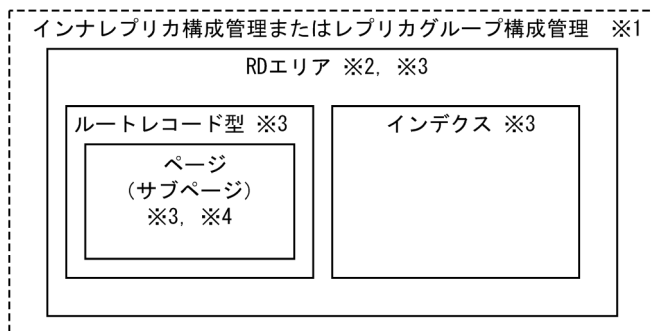 インナレプリカ構成管理またはレプリカグループ構成管理　※1
RDエリア ※2, ※3
ルートレコード型 ※3
インデクス ※3
ページ
(サブページ)
※3, ※4